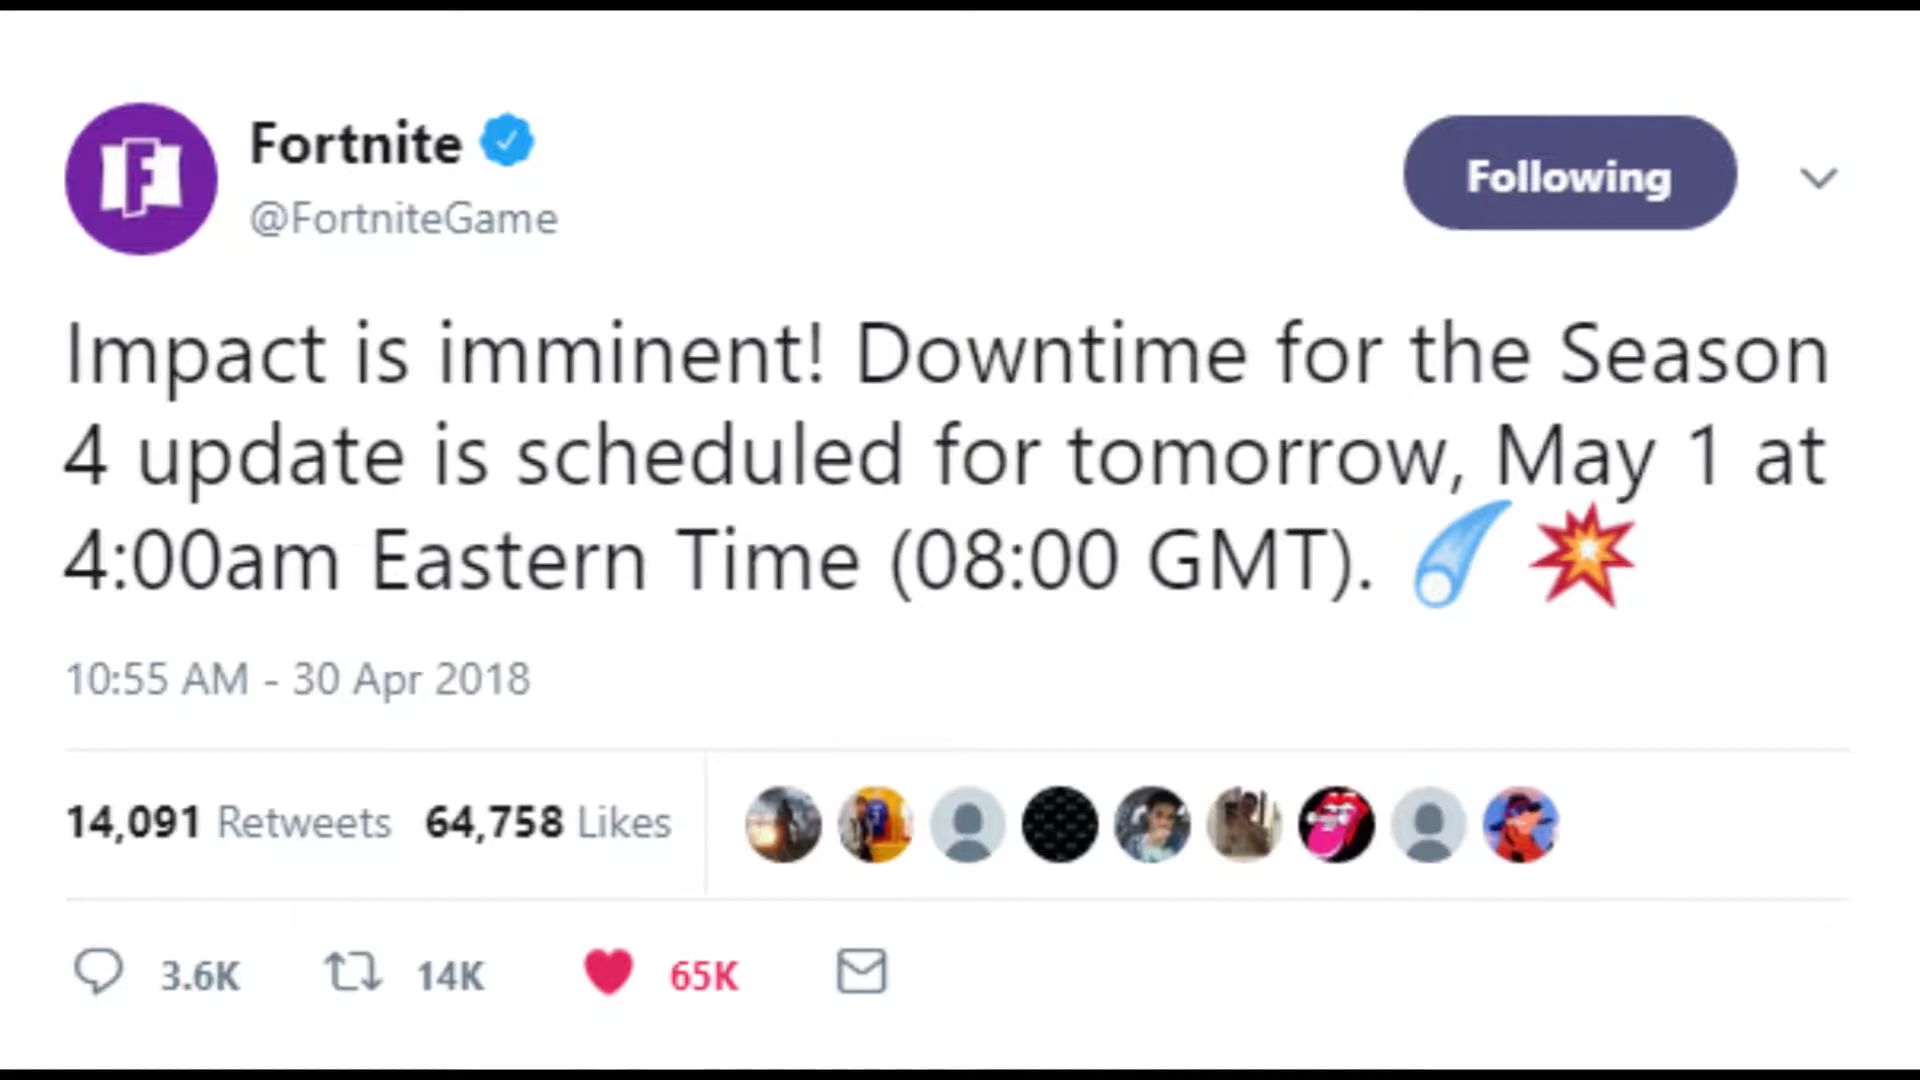 F
Fortnite
@FortniteGame
Following
Impact is imminent! Downtime for the Season
4 update is scheduled for tomorrow, May 1 at
4:00am Eastern Time (08:00 GMT). ☄️💥
10:55 AM - 30 Apr 2018
14,091 Retweets 64,758 Likes
3.6K 14K 65K